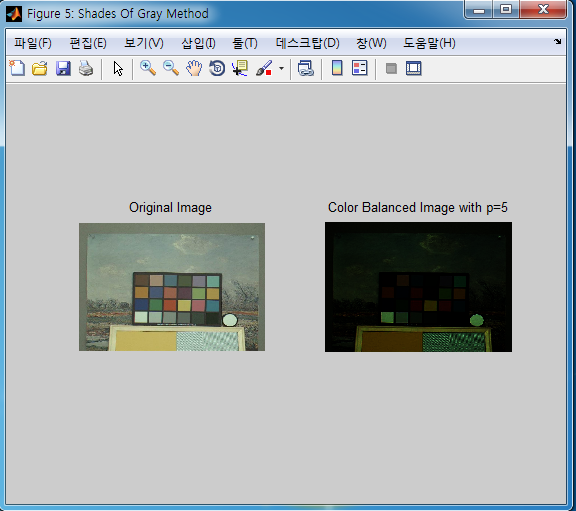 Figure 5: Shades Of Gray Method
파일(F) 편집(E) 보기(V) 삽입(I) 툴(T) 데스크탑(D) 창(W) 도움말(H)
Original Image
Color Balanced Image with p=5